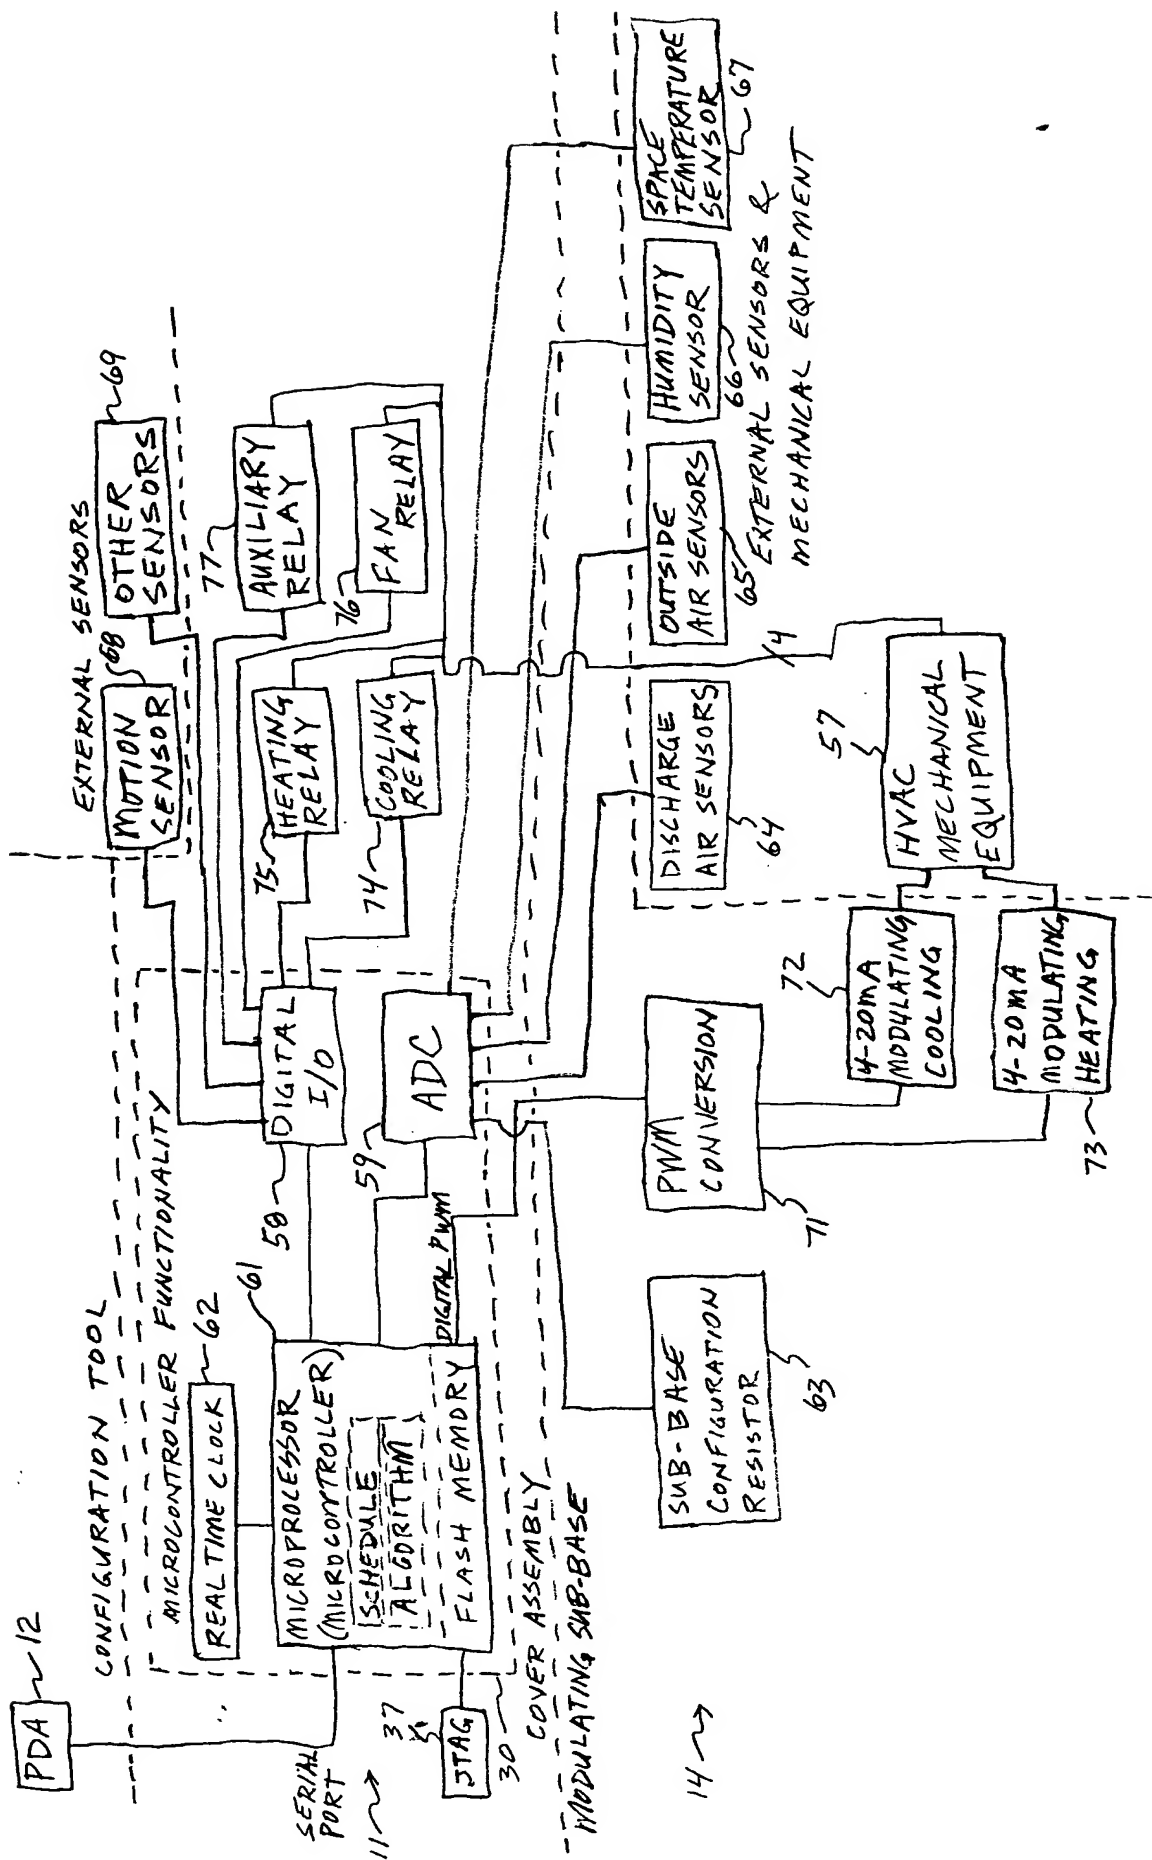 PDA
12
CONFIGURATION TOOL
MICROCONTROLLER FUNCTIONALITY
EXTERNAL SENSORS
MOTION
SENSOR
68
OTHER
SENSORS
69
REAL TIME CLOCK
62
MICROPROCESSOR
(MICROCONTROLLER)
SCHEDULE
ALGORITHM
FLASH MEMORY
61
SERIAL
PORT
11
JTAG
37
30
DIGITAL
I/O
58
ADC
59
DIGITAL PWM
HEATING
RELAY
75
COOLING
RELAY
74
AUXILIARY
RELAY
77
FAN
RELAY
76
COVER ASSEMBLY
MODULATING SUB-BASE
14
SUB-BASE
CONFIGURATION
RESISTOR
63
PWM
CONVERSION
71
DISCHARGE
AIR SENSORS
64
OUTSIDE
AIR SENSORS
65
HUMIDITY
SENSOR
66
SPACE
TEMPERATURE
SENSOR
67
EXTERNAL SENSORS &
MECHANICAL EQUIPMENT
4
4-20MA
MODULATING
COOLING
72
4-20MA
MODULATING
HEATING
73
HVAC
MECHANICAL
EQUIPMENT
57